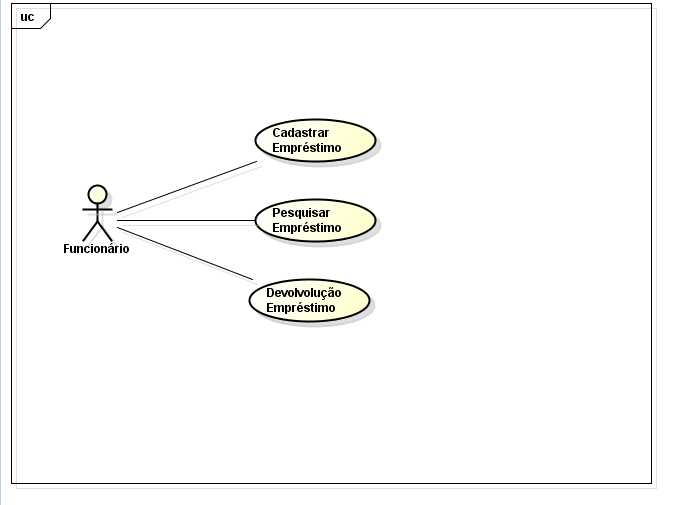 uc
Cadastrar
Empréstimo
Pesquisar
Empréstimo
Funcionário
Devolvolução
Empréstimo